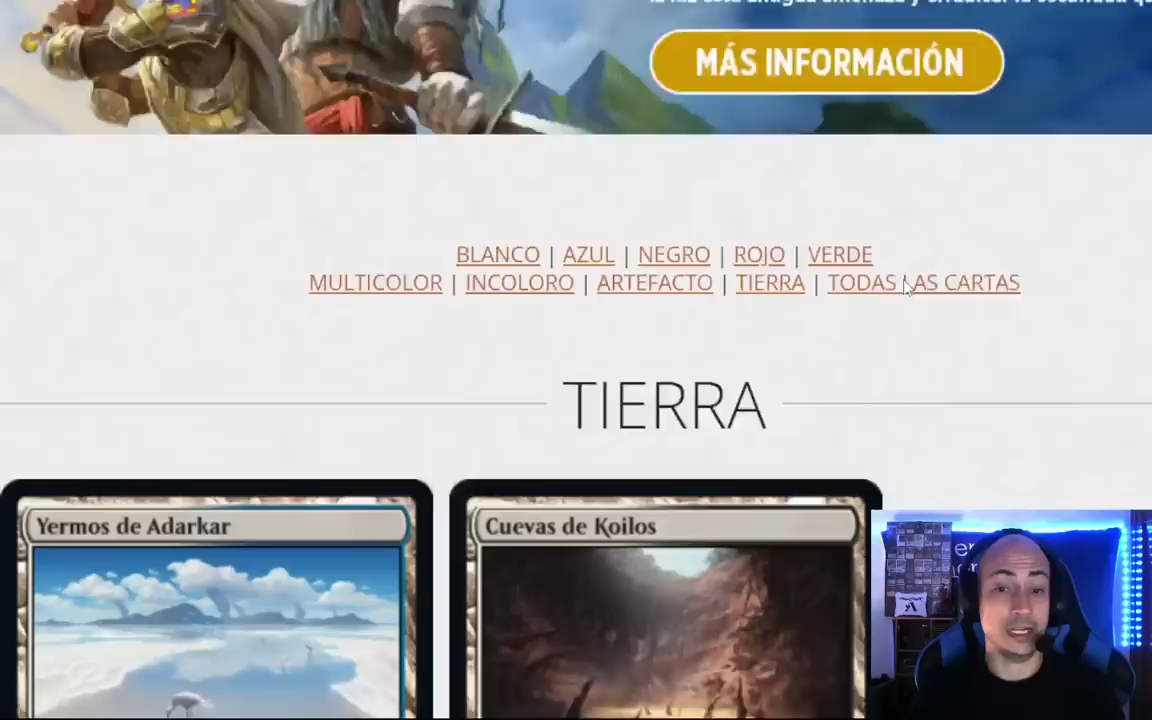 MÁS INFORMACIÓN
BLANCO | AZUL | NEGRO | ROJO | VERDE
MULTICOLOR | INCOLORO | ARTEFACTO | TIERRA | TODAS LAS CARTAS
TIERRA
Yermos de Adarkar
Cuevas de Koilos